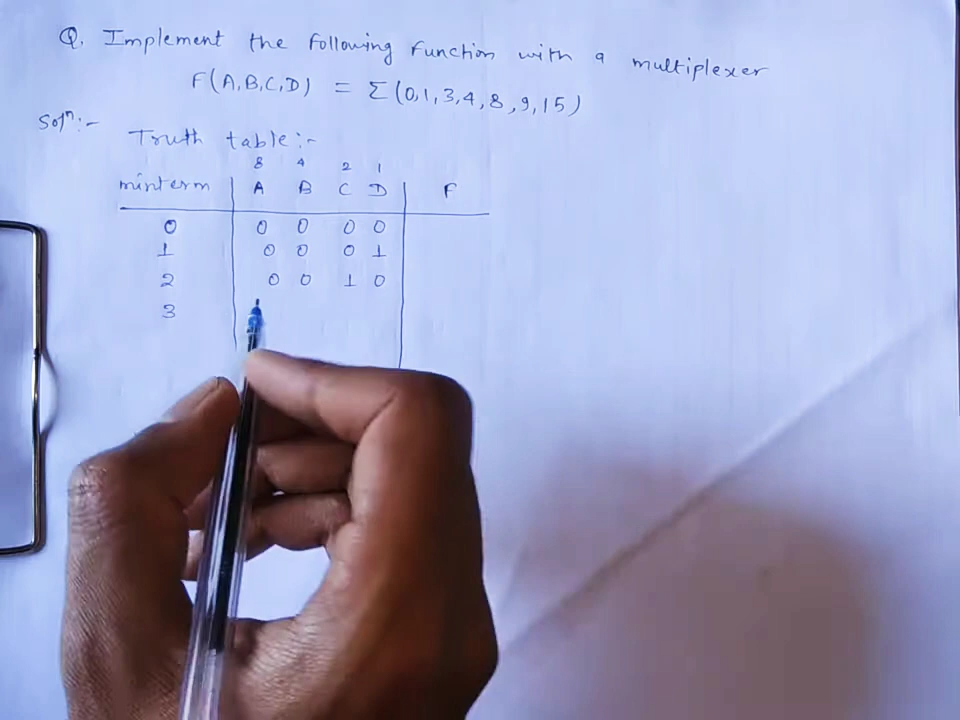 Q. Implement the following function with a multiplexer
F(A,B,C,D) = Σ(0,1,3,4,8,9,15)
Solⁿ:-
Truth table:-
8 4 2 1
minterm A B C D F
0 0 0 0 0
1 0 0 0 1
2 0 0 1 0
3